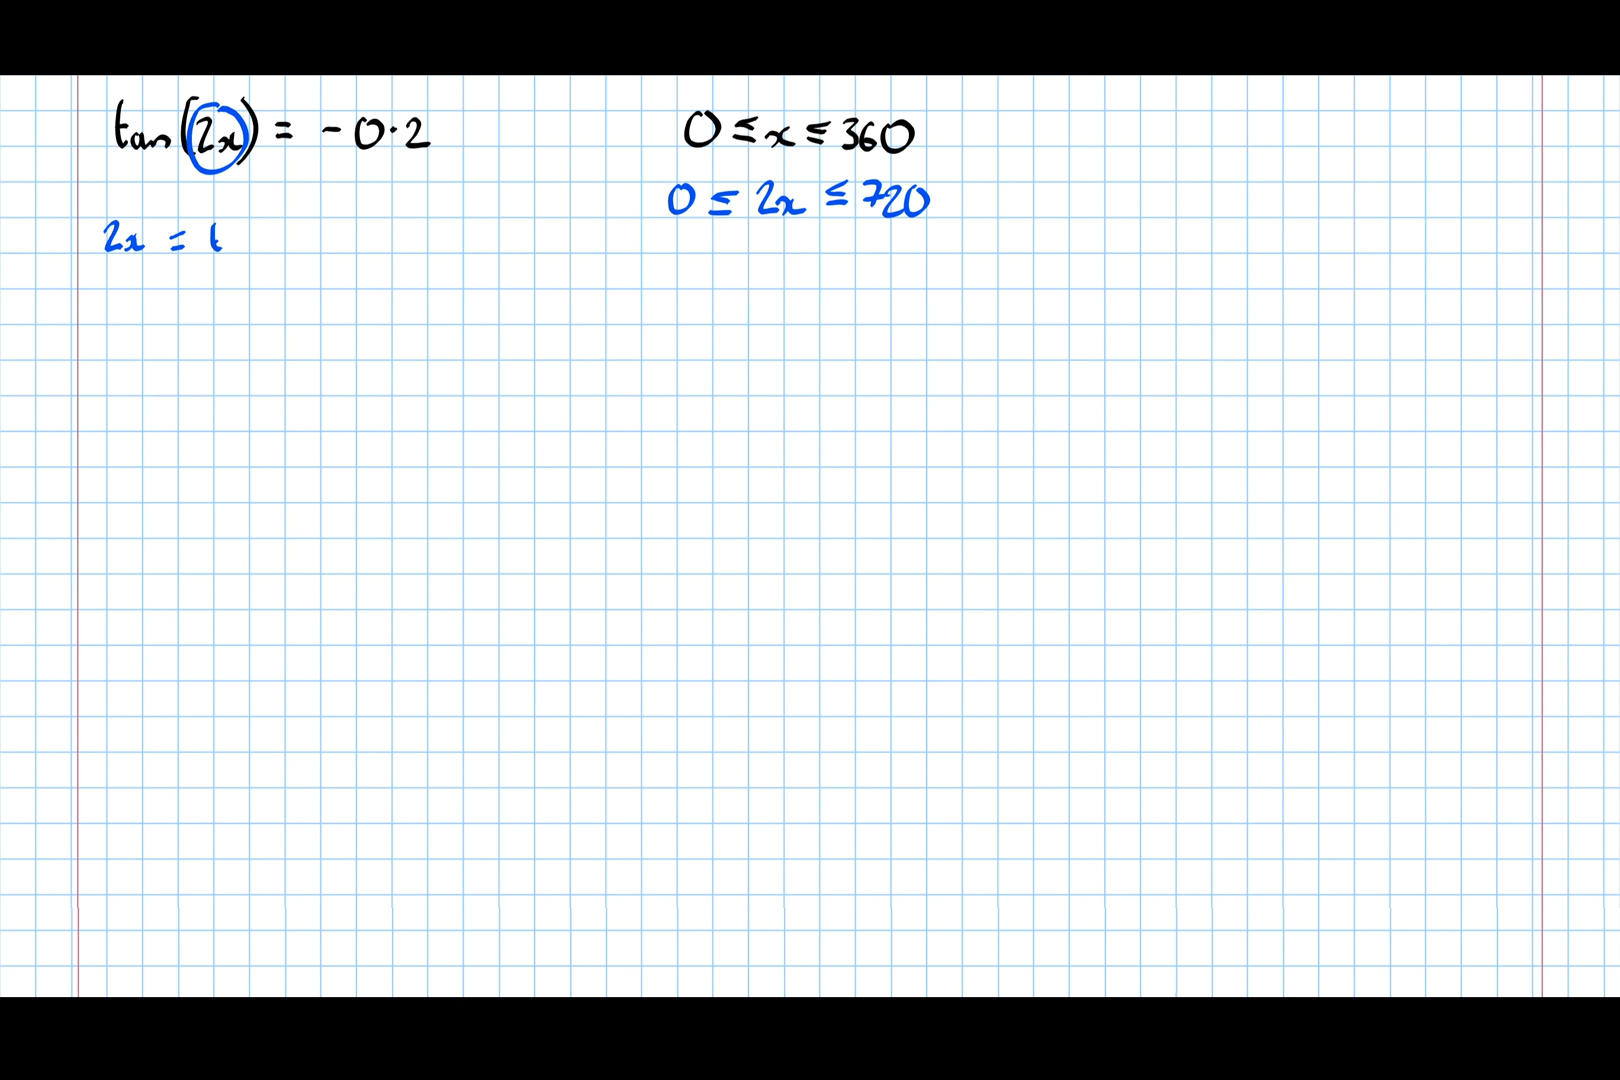 tan(2x) = -0·2
0 ≤ x ≤ 360
0 ≤ 2x ≤ 720
2x = t